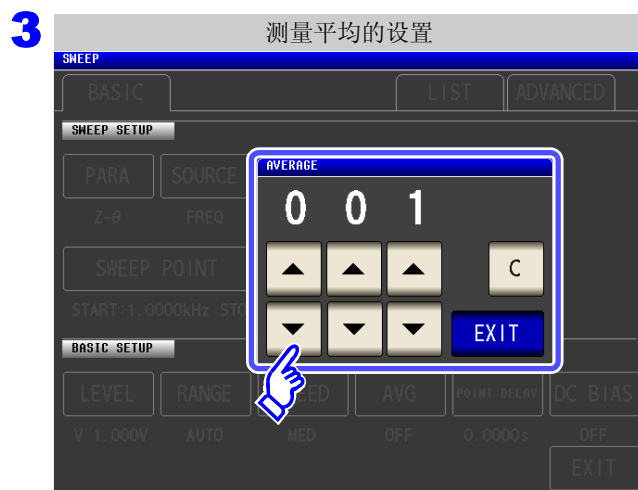 3
测量平均的设置
SWEEP
BASIC LIST ADVANCED
SWEEP SETUP
PARA SOURCE
Z-θ FREQ
SWEEP POINT
START:1.0000kHz STO
AVERAGE
0 0 1
C
EXIT
BASIC SETUP
LEVEL RANGE SPEED AVG POINT DELAY DC BIAS
V 1.000V AUTO MED OFF 0.0000s OFF
EXIT